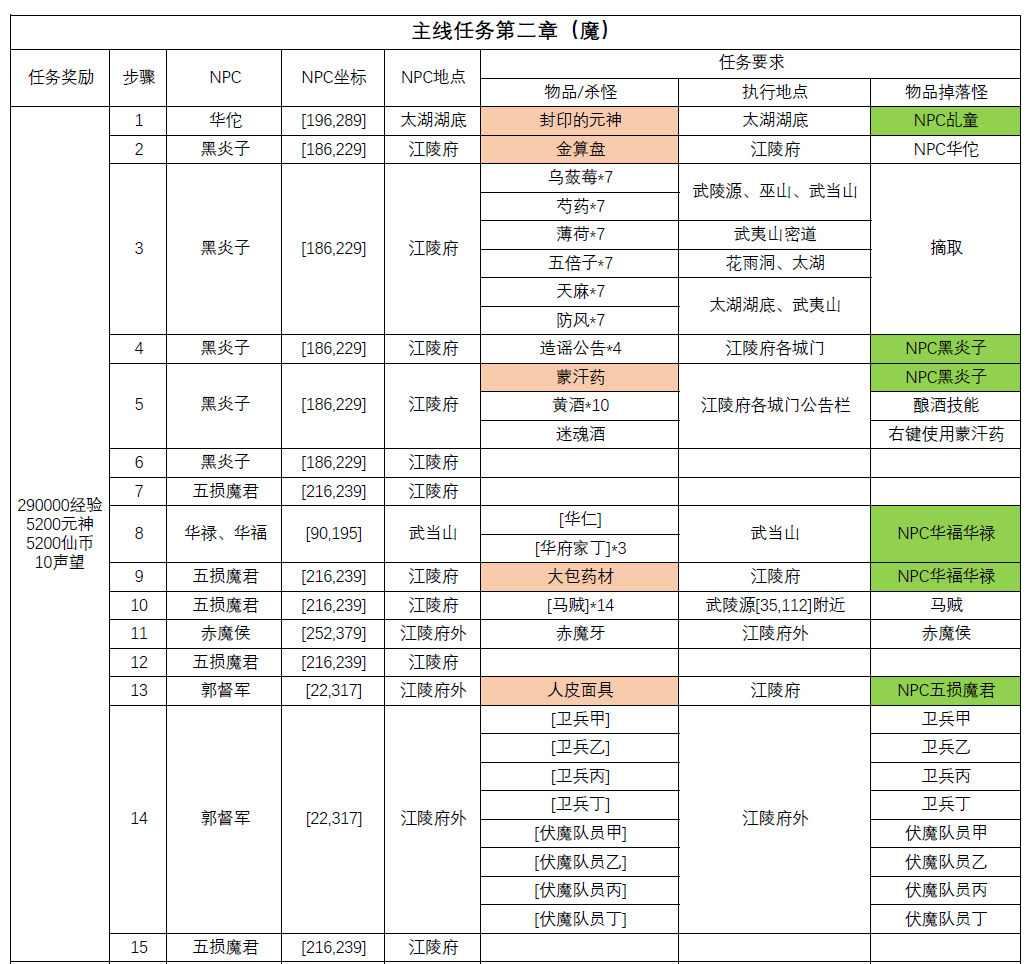 主线任务第二章（魔）
任务奖励 步骤 NPC NPC坐标 NPC地点 任务要求
物品/杀怪 执行地点 物品掉落怪
290000经验
5200元神
5200仙币
10声望
1 华佗 [196,289] 太湖湖底 封印的元神 太湖湖底 NPC乩童
2 黑炎子 [186,229] 江陵府 金算盘 江陵府 NPC华佗
3 黑炎子 [186,229] 江陵府 乌蔹莓*7 武陵源、巫山、武当山 摘取
芍药*7
薄荷*7 武夷山密道
五倍子*7 花雨洞、太湖
天麻*7 太湖湖底、武夷山
防风*7
4 黑炎子 [186,229] 江陵府 造谣公告*4 江陵府各城门 NPC黑炎子
5 黑炎子 [186,229] 江陵府 蒙汗药 江陵府各城门公告栏 NPC黑炎子
黄酒*10 酿酒技能
迷魂酒 右键使用蒙汗药
6 黑炎子 [186,229] 江陵府
7 五损魔君 [216,239] 江陵府
8 华禄、华福 [90,195] 武当山 [华仁] 武当山 NPC华福华禄
[华府家丁]*3
9 五损魔君 [216,239] 江陵府 大包药材 江陵府 NPC华福华禄
10 五损魔君 [216,239] 江陵府 [马贼]*14 武陵源[35,112]附近 马贼
11 赤魔侯 [252,379] 江陵府外 赤魔牙 江陵府外 赤魔侯
12 五损魔君 [216,239] 江陵府
13 郭督军 [22,317] 江陵府外 人皮面具 江陵府 NPC五损魔君
14 郭督军 [22,317] 江陵府外 [卫兵甲] 江陵府外 卫兵甲
[卫兵乙] 卫兵乙
[卫兵丙] 卫兵丙
[卫兵丁] 卫兵丁
[伏魔队员甲] 伏魔队员甲
[伏魔队员乙] 伏魔队员乙
[伏魔队员丙] 伏魔队员丙
[伏魔队员丁] 伏魔队员丁
15 五损魔君 [216,239] 江陵府